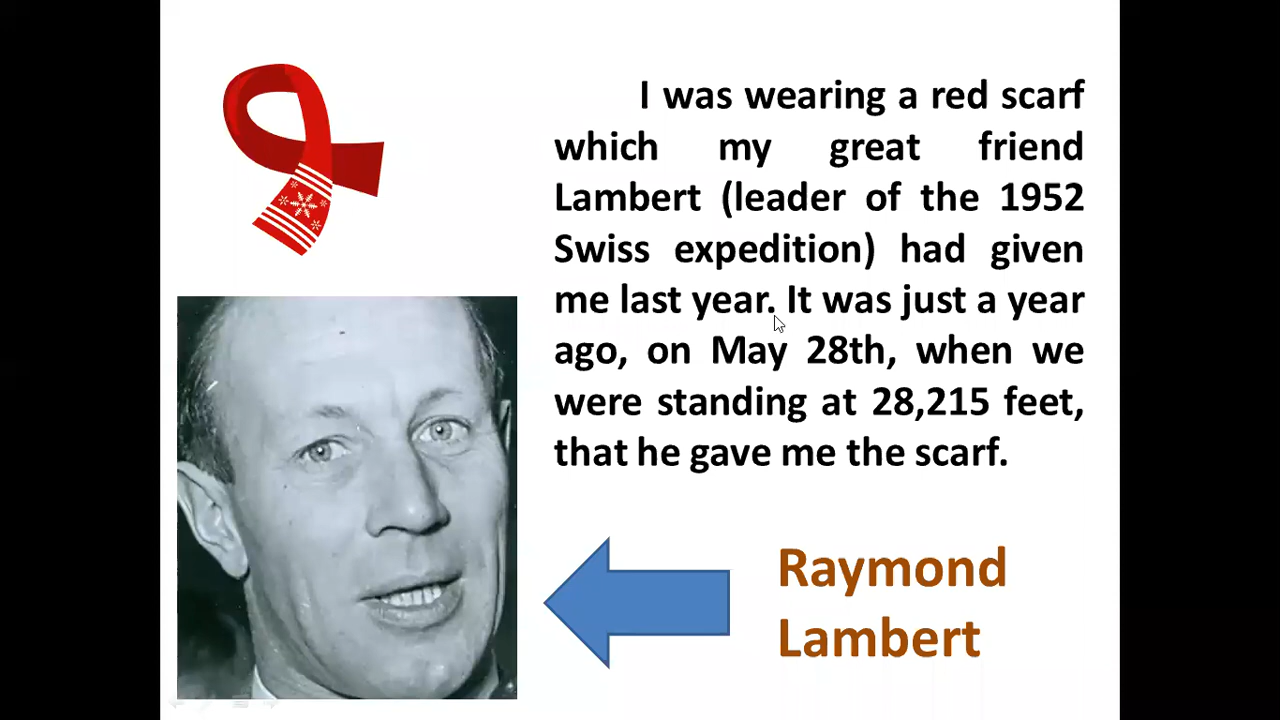 I was wearing a red scarf
which my great friend
Lambert (leader of the 1952
Swiss expedition) had given
me last year. It was just a year
ago, on May 28th, when we
were standing at 28,215 feet,
that he gave me the scarf.
Raymond
Lambert